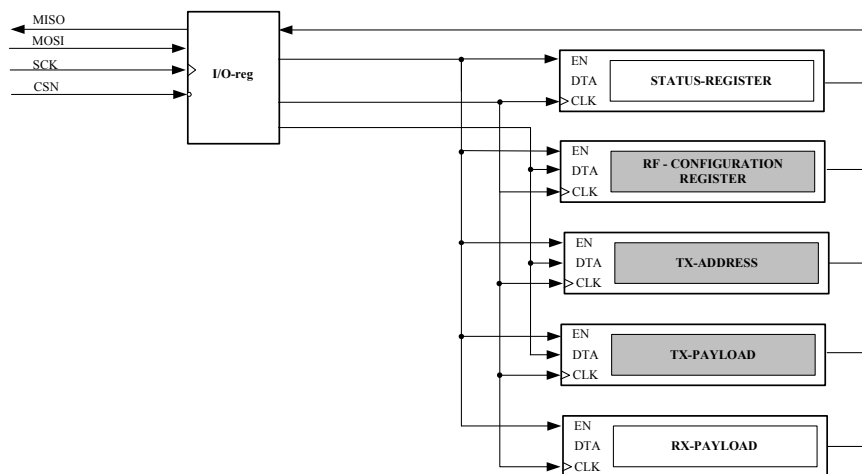 MISO
MOSI
SCK
CSN
I/O-reg
EN
DTA
CLK
STATUS-REGISTER
EN
DTA
CLK
RF - CONFIGURATION
REGISTER
EN
DTA
CLK
TX-ADDRESS
EN
DTA
CLK
TX-PAYLOAD
EN
DTA
CLK
RX-PAYLOAD